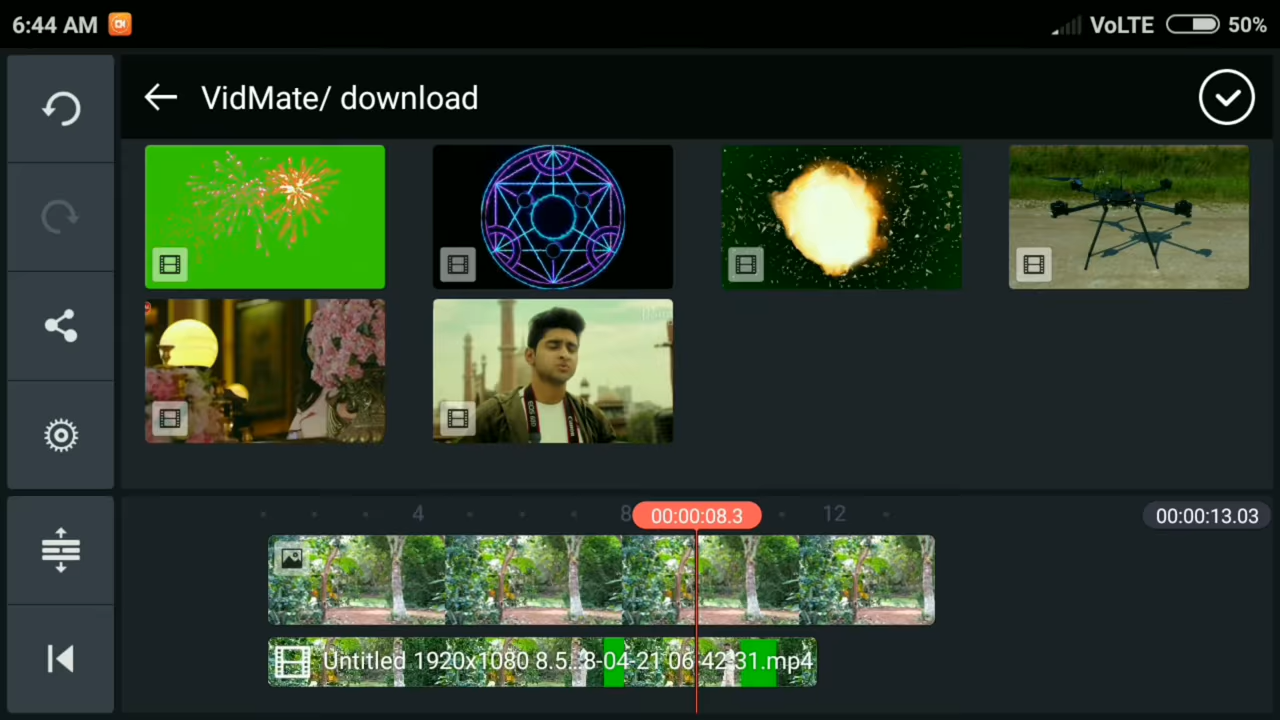 6:44 AM
VoLTE 50%
VidMate/ download
4 8 12
00:00:08.3
00:00:13.03
Untitled 1920x1080 8.5...8-04-21 06 42 31.mp4